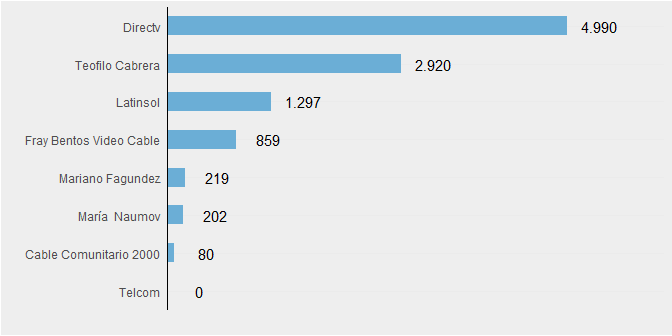 Directv 4.990
Teofilo Cabrera 2.920
Latinsol 1.297
Fray Bentos Video Cable 859
Mariano Fagundez 219
María Naumov 202
Cable Comunitario 2000 80
Telcom 0